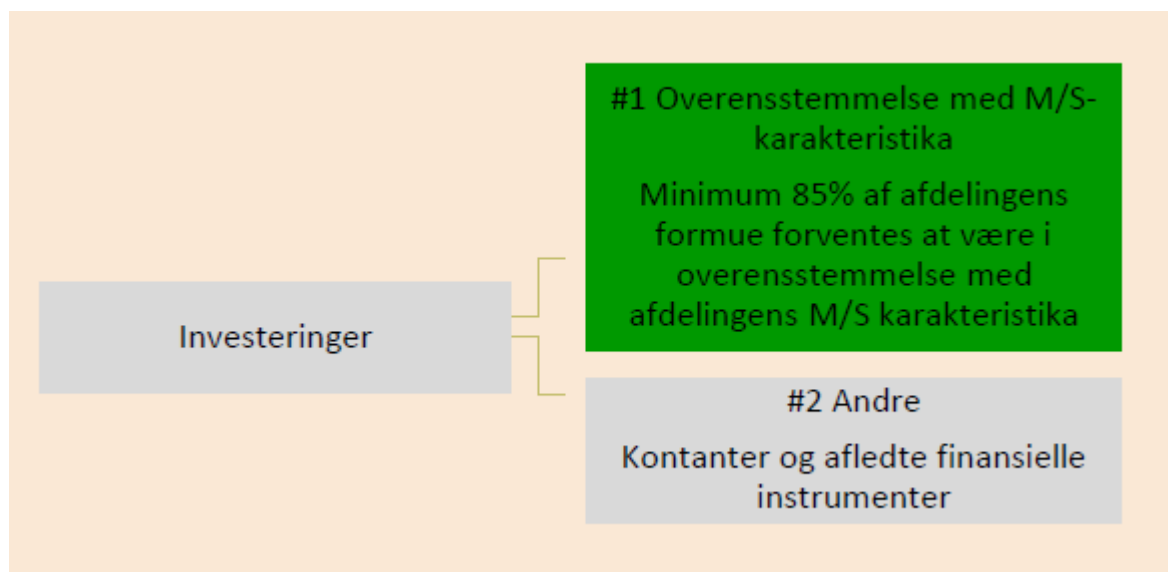 Investeringer
#1 Overensstemmelse med M/S-
karakteristika
Minimum 85% af afdelingens
formue forventes at være i
overensstemmelse med
afdelingens M/S karakteristika
#2 Andre
Kontanter og afledte finansielle
instrumenter